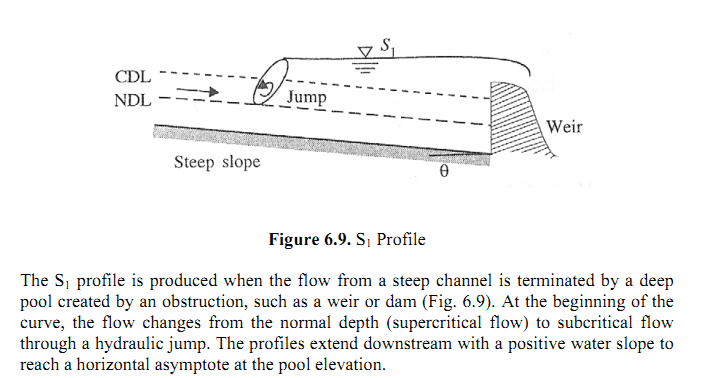 S1
CDL
NDL
Jump
Weir
Steep slope
θ
Figure 6.9. S1 Profile
The S1 profile is produced when the flow from a steep channel is terminated by a deep
pool created by an obstruction, such as a weir or dam (Fig. 6.9). At the beginning of the
curve, the flow changes from the normal depth (supercritical flow) to subcritical flow
through a hydraulic jump. The profiles extend downstream with a positive water slope to
reach a horizontal asymptote at the pool elevation.